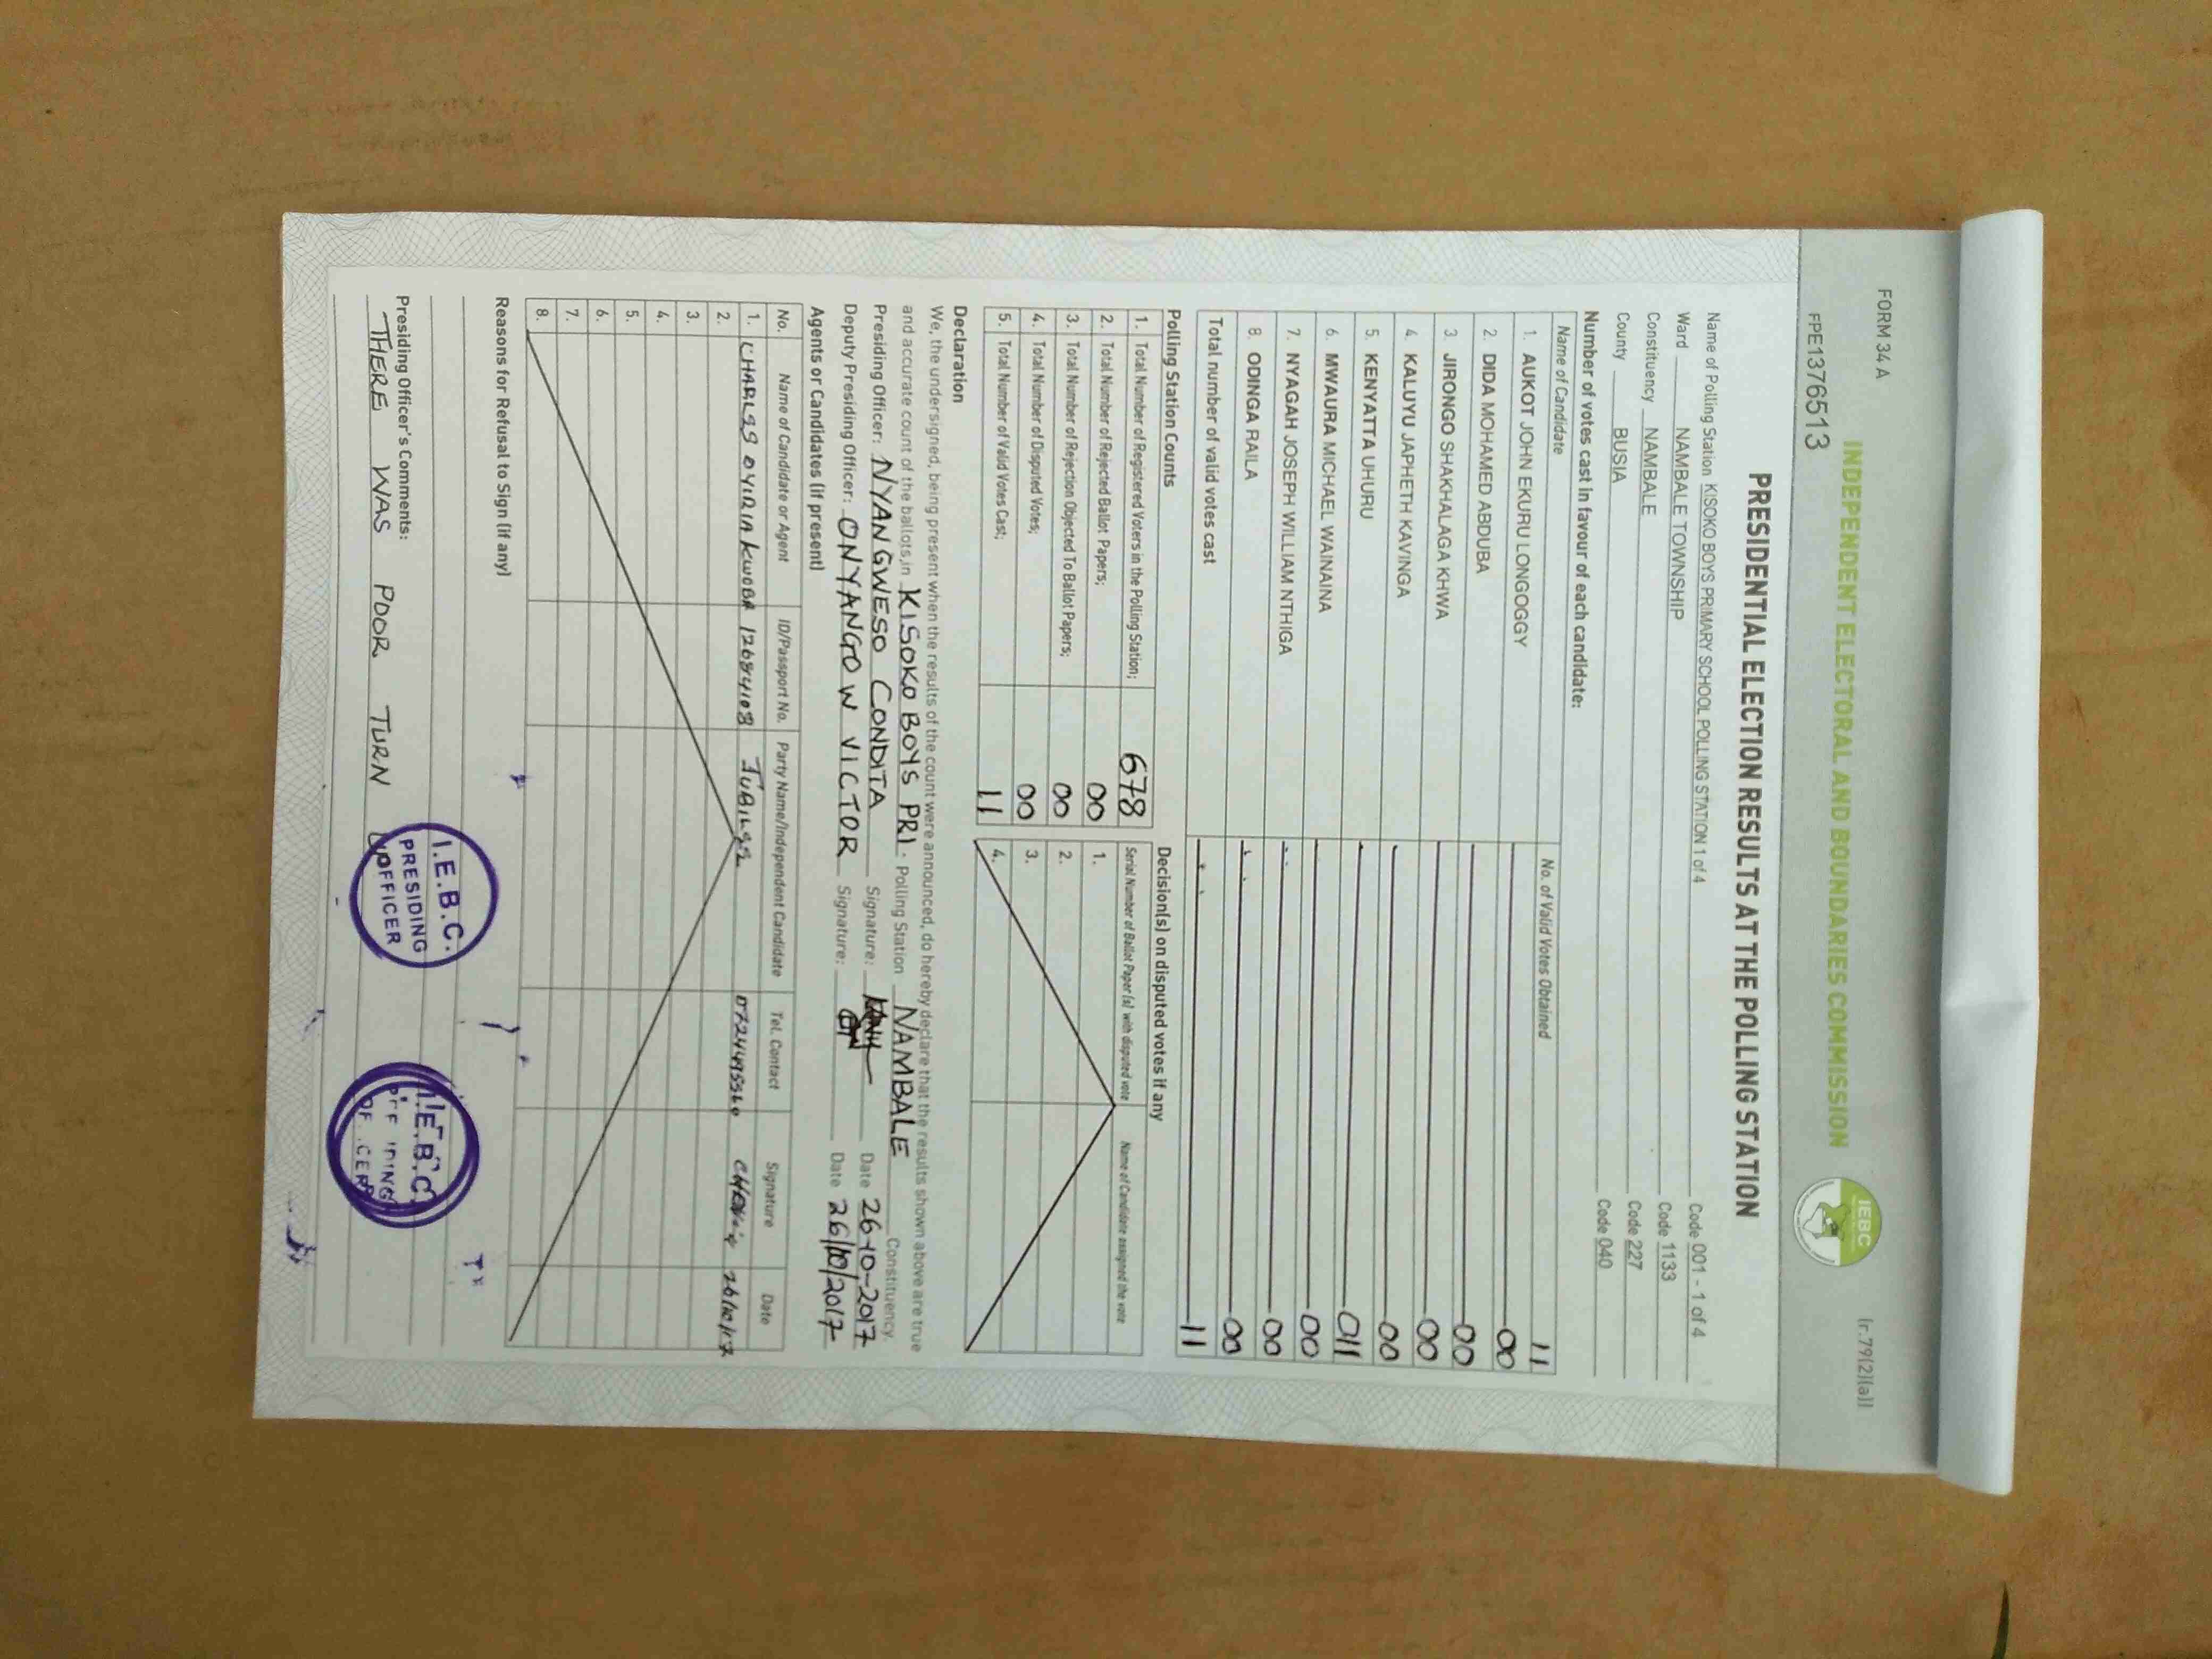 FORM 34 A
(r.79(2)(a))
FPE1376513
INDEPENDENT ELECTORAL AND BOUNDARIES COMMISSION
IEBC
PRESIDENTIAL ELECTION RESULTS AT THE POLLING STATION
Name of Polling Station KISOKO BOYS PRIMARY SCHOOL POLLING STATION 1 of 4 Code 001 - 1 of 4
Ward NAMBALE TOWNSHIP Code 1133
Constituency NAMBALE Code 227
County BUSIA Code 040
Number of votes cast in favour of each candidate:
Name of Candidate No. of Valid Votes Obtained
11
1. AUKOT JOHN EKURU LONGOGGY 00
2. DIDA MOHAMED ABDUBA 00
3. JIRONGO SHAKHALAGA KHWA 00
4. KALUYU JAPHETH KAVINGA 00
5. KENYATTA UHURU 011
6. MWAURA MICHAEL WAINAINA 00
7. NYAGAH JOSEPH WILLIAM NTHIGA 00
8. ODINGA RAILA 00
Total number of valid votes cast 11
Polling Station Counts
1. Total Number of Registered Voters in the Polling Station; 678
2. Total Number of Rejected Ballot Papers; 00
3. Total Number of Rejection Objected To Ballot Papers; 00
4. Total Number of Disputed Votes; 00
5. Total Number of Valid Votes Cast; 11
Decision(s) on disputed votes if any
Serial Number of Ballot Paper (s) with disputed vote Name of Candidate assigned the vote
1.
2.
3.
4.
Declaration
We, the undersigned, being present when the results of the count were announced, do hereby declare that the results shown above are true
and accurate count of the ballots in KISOKO BOYS PRI. Polling Station NAMBALE Constituency.
Presiding Officer: NYANGWESO CONDITA Signature: Date 26-10-2017
Deputy Presiding Officer: ONYANGO W VICTOR Signature: Date 26/10/2017
Agents or Candidates (if present)
No. Name of Candidate or Agent ID/Passport No. Party Name/Independent Candidate Tel. Contact Signature Date
1. CHARLES KWOBA 12684108 JUBILEE 26/10/17
2.
3.
4.
5.
6.
7.
8.
Reasons for Refusal to Sign (if any)
Presiding Officer's Comments:
THERE WAS POOR TURN
I.E.B.C.
PRESIDING
OFFICER
I.E.B.C